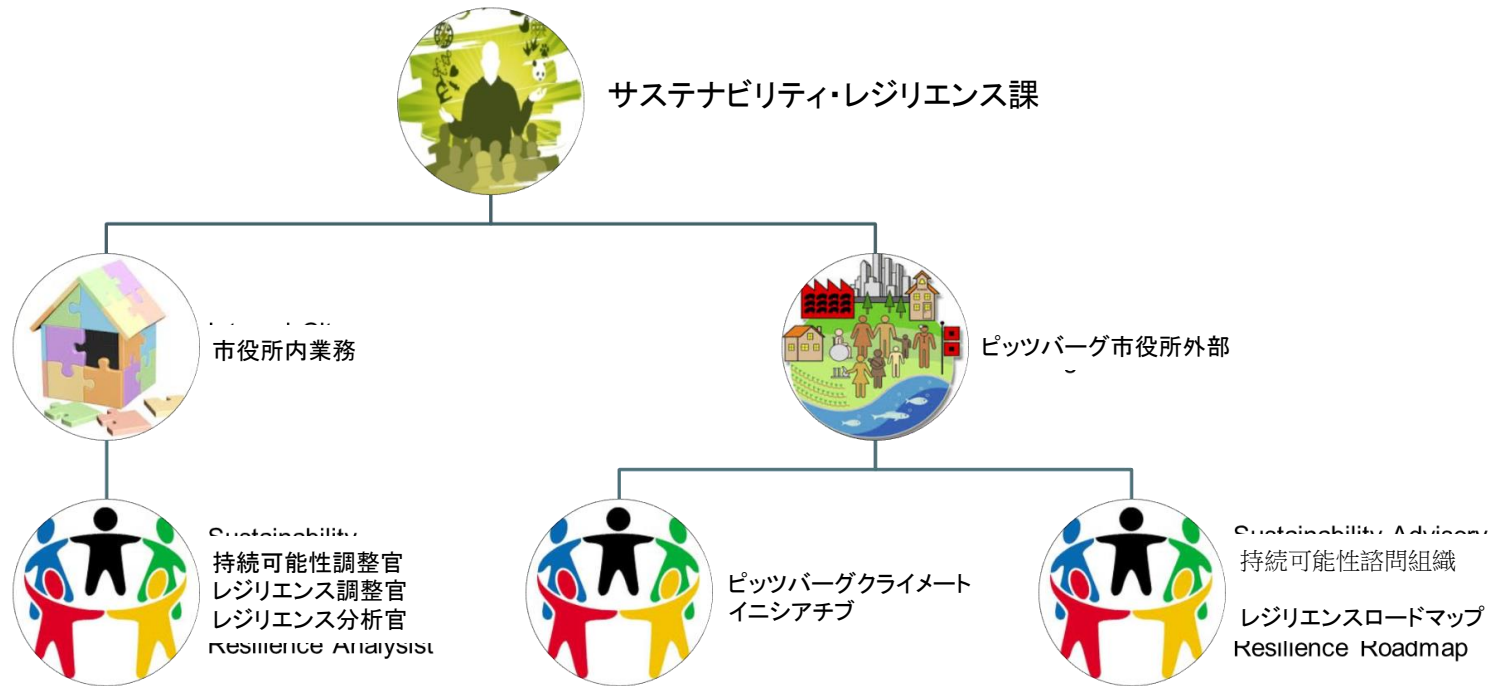 サステナビリティ・レジリエンス課
市役所内業務
ピッツバーグ市役所外部
Sustainability
持続可能性調整官
レジリエンス調整官
レジリエンス分析官
Resilience Analysist
ピッツバーグクライメート
イニシアチブ
Sustainability Advisory
持続可能性諮問組織
レジリエンスロードマップ
Resilience Roadmap